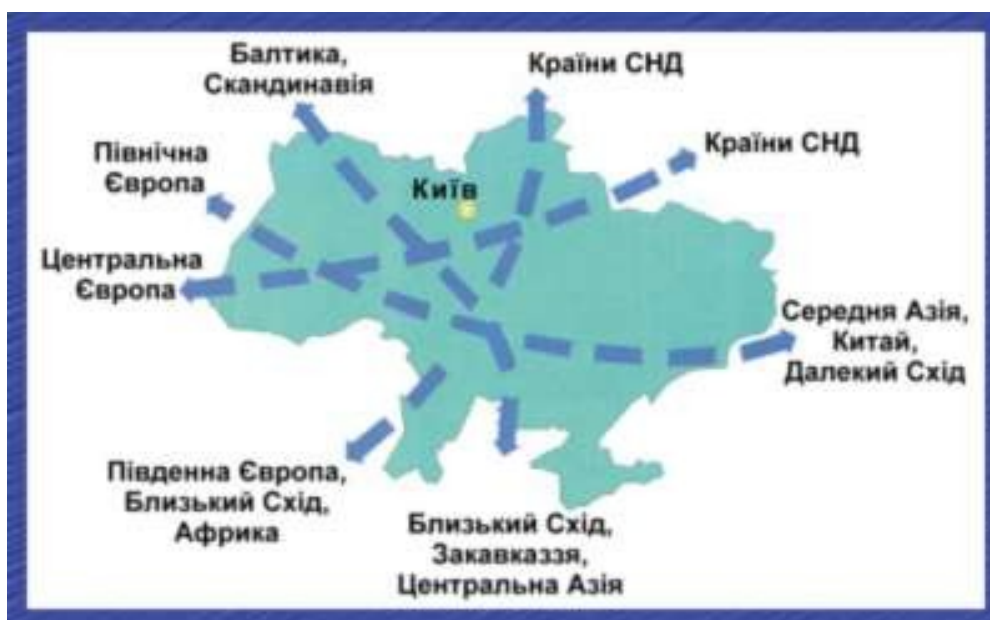 Балтика,
Скандинавія
Країни СНД
Країни СНД
Північна
Європа
Київ
Центральна
Європа
Середня Азія,
Китай,
Далекий Схід
Південна Європа,
Близький Схід,
Африка
Близький Схід,
Закавказзя,
Центральна Азія